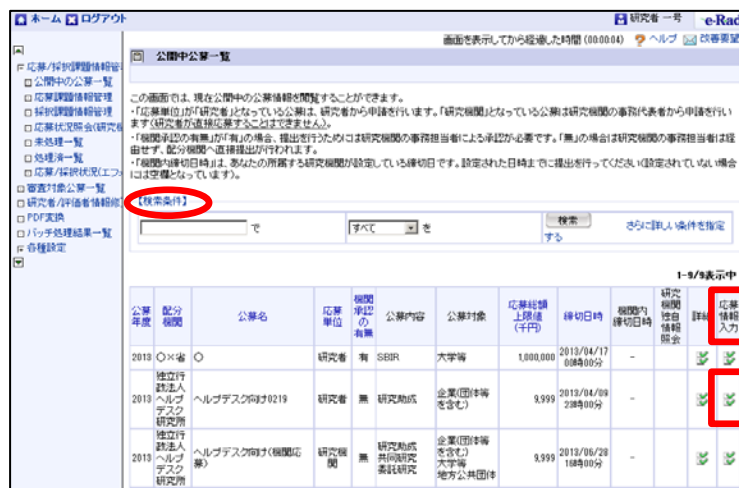 ホーム ログアウト
研究者 一号 e-Rad
画面を表示してから経過した時間 (00:00:04) ヘルプ 改善要望
応募/採択課題情報管
公開中の公募一覧
応募課題情報管理
採択課題情報管理
応募状況照会(研究機
未処理一覧
処理済一覧
応募/採択状況(エフォ
審査対象公募一覧
研究者/評価者情報修
PDF変換
バッチ処理結果一覧
各種設定
公開中公募一覧
この画面では、現在公開中の公募情報を閲覧することができます。
・「応募単位」が「研究者」となっている公募は、研究者から申請を行います。「研究機関」となっている公募は研究機関の事務代表者から申請を行い
ます(研究者が直接応募することはできません)。
・「機関承認の有無」が「有」の場合、提出を行うためには研究機関の事務担当者による承認が必要です。「無」の場合は研究機関の事務担当者は経
由せず、配分機関へ直接提出が行われます。
・「機関内締切日時」は、あなたの所属する研究機関が設定している締切日です。設定された日時までに提出を行ってください(設定されていない場合
には空欄となっています)。
【検索条件】
で すべて を 検索
する
さらに詳しい条件を指定
1-9/9表示中
公募年度 配分機関 公募名 応募単位 機関承認の有無 公募内容 公募対象 応募総額上限値(千円) 締切日時 機関内締切日時 研究機関独自情報照会 詳細 応募情報入力
2013 ○×省 ○ 研究者 有 SBIR 大学等 1,000,000 2013/04/17 00時00分 -
2013 独立行政法人ヘルプデスク研究所 ヘルプデスク向け0219 研究者 無 研究助成 企業(団体等を含む) 9,999 2013/04/09 23時00分 -
2013 独立行政法人ヘルプデスク研究所 ヘルプデスク向け(機関応募) 研究機関 無 研究助成 共同研究 委託研究 企業(団体等を含む) 大学等 地方公共団体 9,999 2013/06/28 16時00分 -